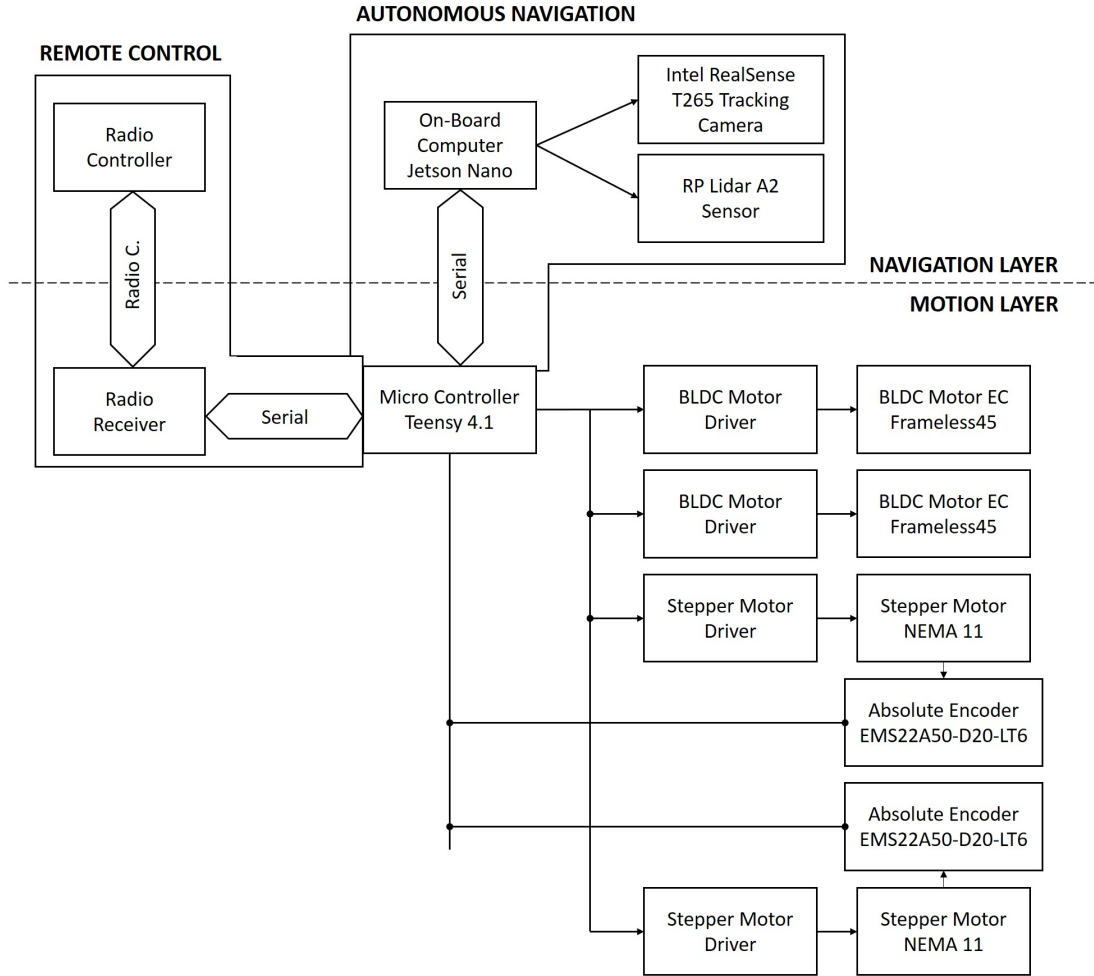 AUTONOMOUS NAVIGATION
REMOTE CONTROL
Radio
Controller
On-Board
Computer
Jetson Nano
Intel RealSense
T265 Tracking
Camera
RP Lidar A2
Sensor
Radio C.
Serial
NAVIGATION LAYER
MOTION LAYER
Radio
Receiver
Serial
Micro Controller
Teensy 4.1
BLDC Motor
Driver
BLDC Motor EC
Frameless45
BLDC Motor
Driver
BLDC Motor EC
Frameless45
Stepper Motor
Driver
Stepper Motor
NEMA 11
Absolute Encoder
EMS22A50-D20-LT6
Absolute Encoder
EMS22A50-D20-LT6
Stepper Motor
Driver
Stepper Motor
NEMA 11